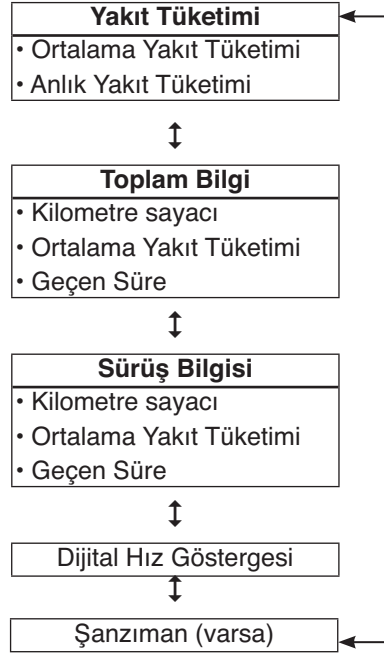 Yakıt Tüketimi
• Ortalama Yakıt Tüketimi
• Anlık Yakıt Tüketimi
Toplam Bilgi
• Kilometre sayacı
• Ortalama Yakıt Tüketimi
• Geçen Süre
Sürüş Bilgisi
• Kilometre sayacı
• Ortalama Yakıt Tüketimi
• Geçen Süre
Dijital Hız Göstergesi
Şanzıman (varsa)